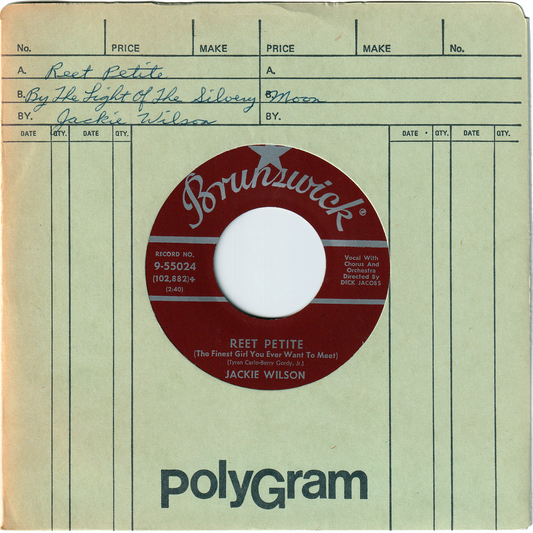 No. PRICE MAKE PRICE MAKE No.
A. Reet Petite A.
B. By The Light Of The Silvery Moon B.
BY. Jackie Wilson BY.
DATE QTY. DATE QTY. DATE QTY. DATE QTY.
Brunswick®
RECORD NO.
9-55024
(102,882)+
(2:40)
Vocal With
Chorus And
Orchestra
Directed By
DICK JACOBS
REET PETITE
(The Finest Girl You Ever Want To Meet)
(Tyran Carlo-Berry Gordy, Jr.)
JACKIE WILSON
polyGram